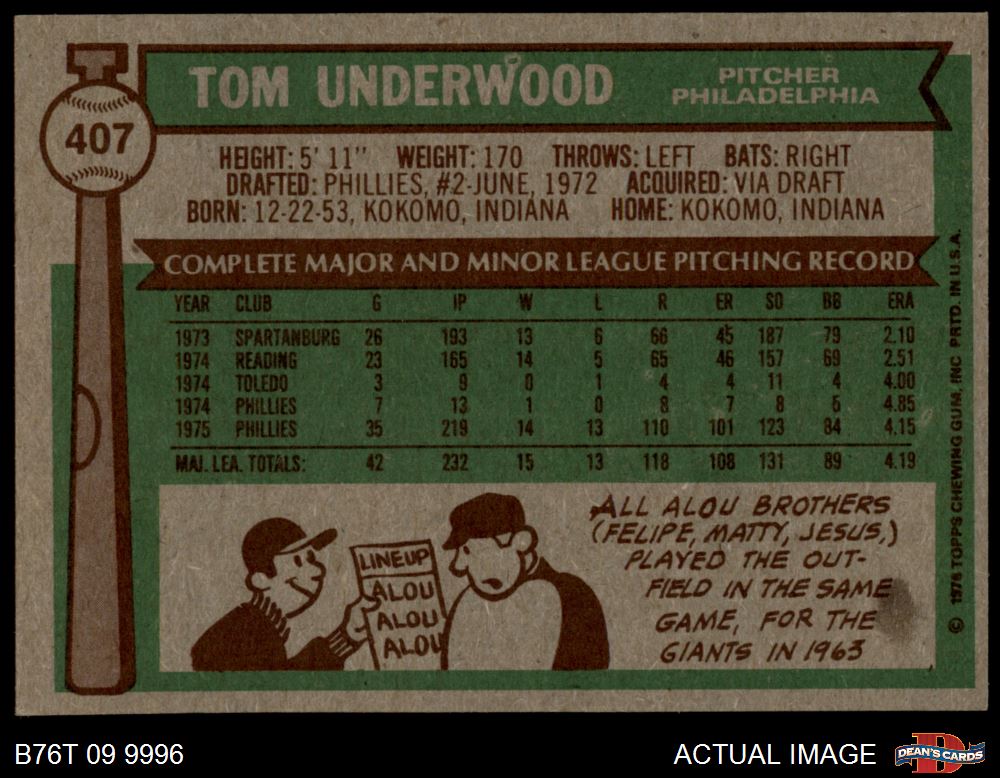 TOM UNDERWOOD
PITCHER
PHILADELPHIA
407
HEIGHT: 5' 11" WEIGHT: 170 THROWS: LEFT BATS: RIGHT
DRAFTED: PHILLIES, #2-JUNE, 1972 ACQUIRED: VIA DRAFT
BORN: 12-22-53, KOKOMO, INDIANA HOME: KOKOMO, INDIANA
COMPLETE MAJOR AND MINOR LEAGUE PITCHING RECORD
YEAR CLUB G IP W L R ER SO BB ERA
1973 SPARTANBURG 26 193 13 6 66 45 187 79 2.10
1974 READING 23 165 14 5 65 46 157 69 2.51
1974 TOLEDO 3 9 0 1 4 4 11 4 4.00
1974 PHILLIES 7 13 1 0 8 7 8 5 4.85
1975 PHILLIES 35 219 14 13 110 101 123 84 4.15
MAJ. LEA. TOTALS: 42 232 15 13 118 108 131 89 4.19
LINEUP
ALOU
ALOU
ALOU
ALL ALOU BROTHERS
(FELIPE, MATTY, JESUS,)
PLAYED THE OUT-
FIELD IN THE SAME
GAME, FOR THE
GIANTS IN 1963
© 1976 TOPPS CHEWING GUM, INC PRTD. IN U.S.A.
B76T 09 9996
ACTUAL IMAGE
DEAN'S CARDS